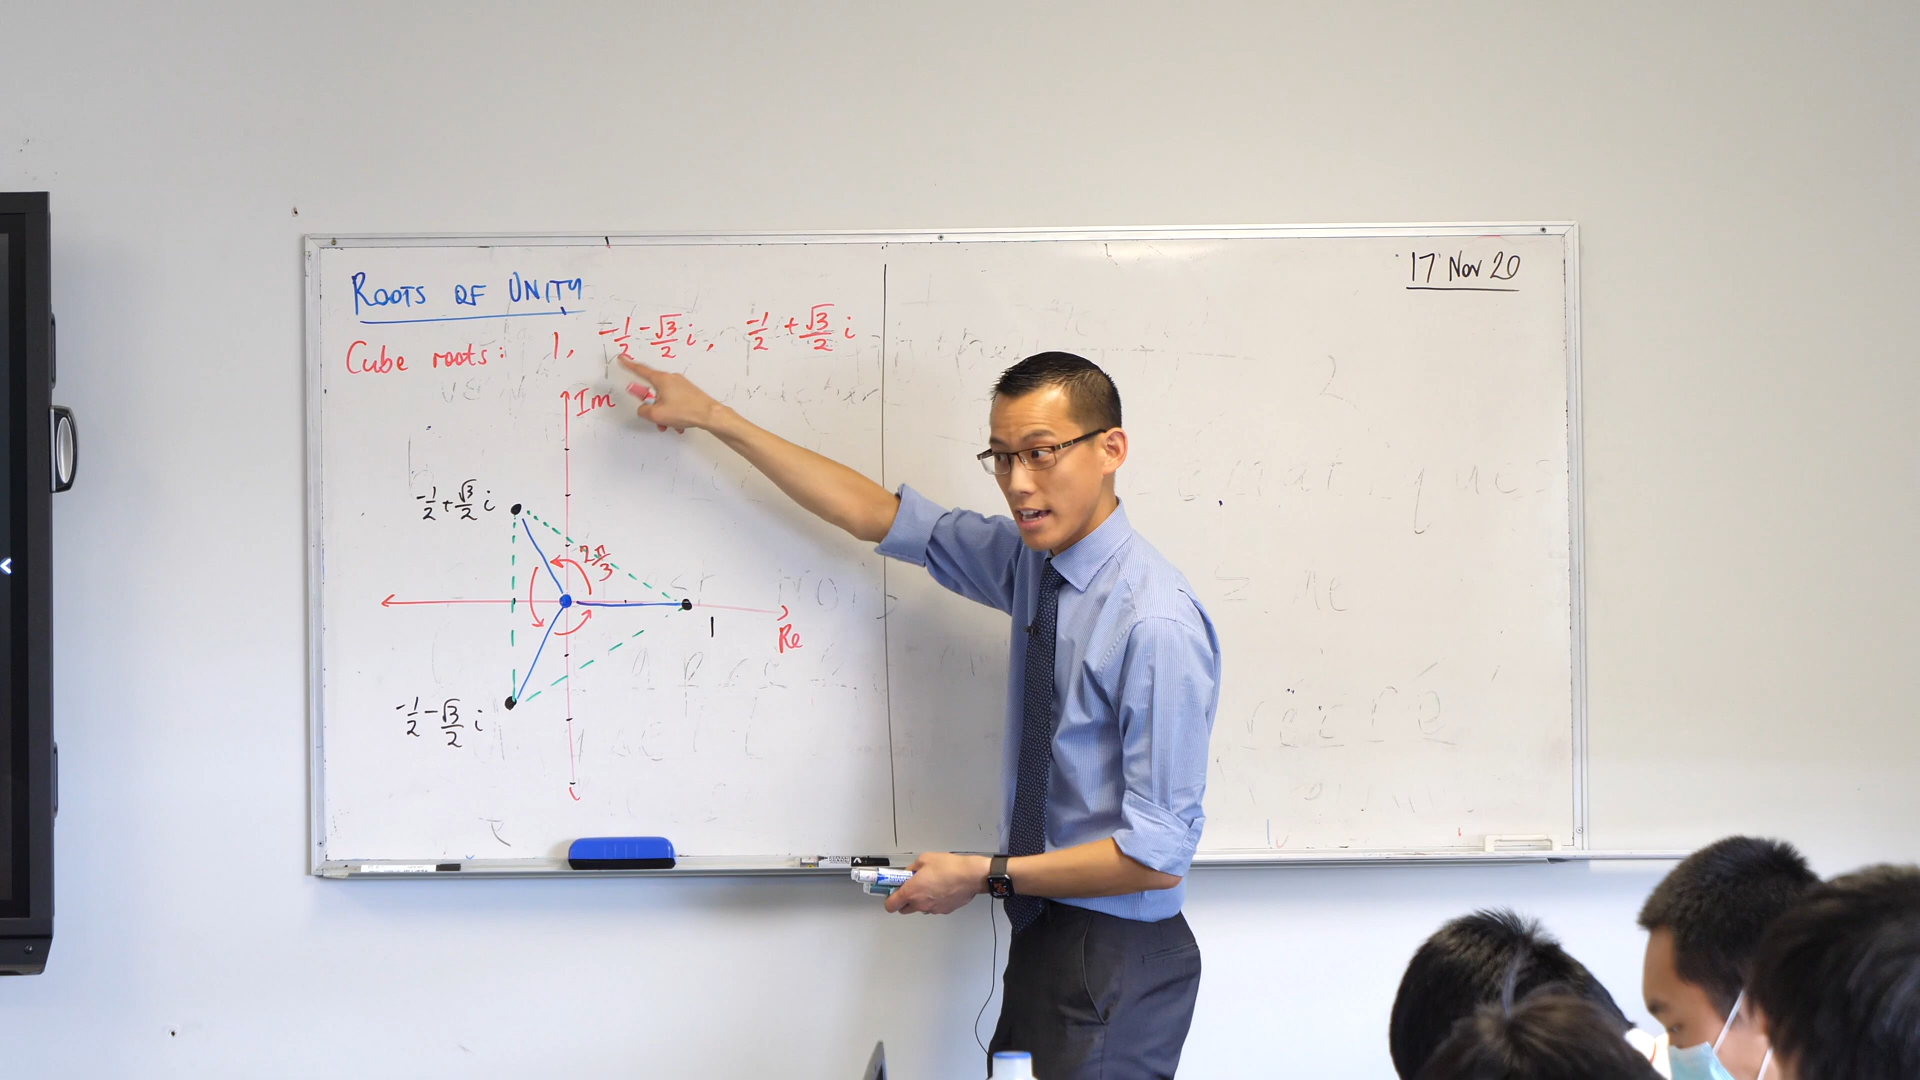 ROOTS OF UNITY
17 Nov 20
Cube roots: 1, -1/2 - √3/2 i, -1/2 + √3/2 i
Im
-1/2 + √3/2 i
2π/3
1
Re
-1/2 - √3/2 i